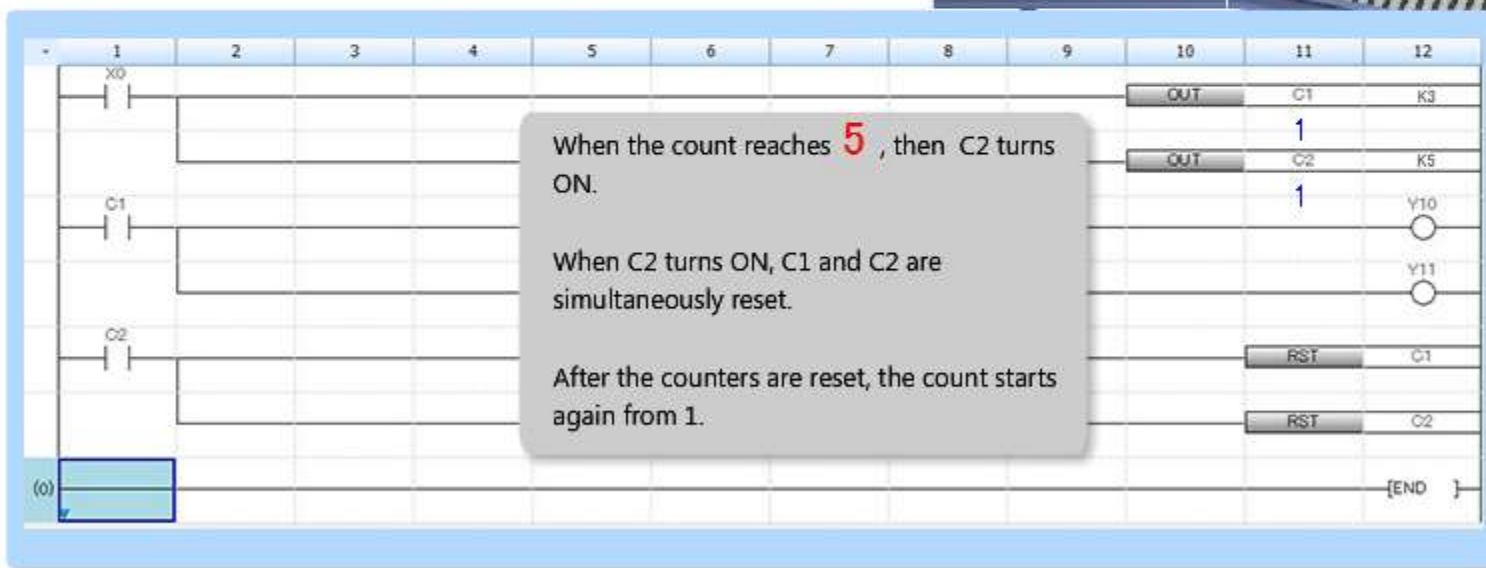 - 1 2 3 4 5 6 7 8 9 10 11 12
X0
OUT C1 K3
1
OUT C2 K5
1
C1
Y10
Y11
C2
RST C1
RST C2
(0)
[END ]
When the count reaches 5 , then C2 turns
ON.
When C2 turns ON, C1 and C2 are
simultaneously reset.
After the counters are reset, the count starts
again from 1.